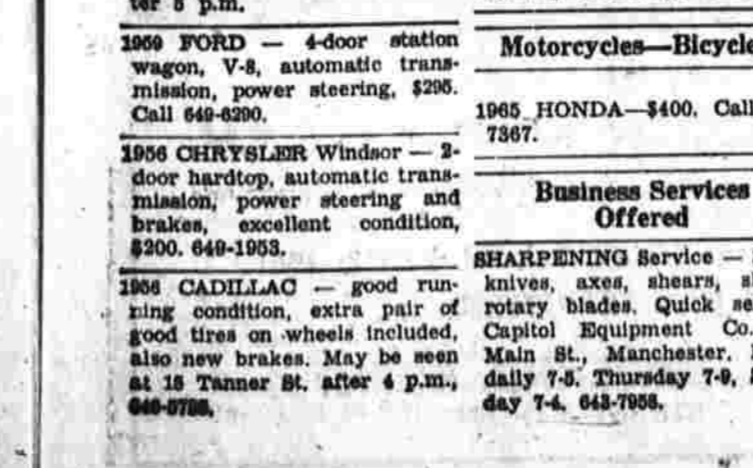 ter 5 p.m.
1959 FORD — 4-door station
wagon, V-8, automatic trans-
mission, power steering, $295.
Call 649-6290.
1956 CHRYSLER Windsor — 2-
door hardtop, automatic trans-
mission, power steering and
brakes, excellent condition,
$200. 649-1953.
1956 CADILLAC — good run-
ning condition, extra pair of
good tires on wheels included,
also new brakes. May be seen
at 15 Tanner St. after 4 p.m.,
Motorcycles—Bicycle
1965 HONDA—$400. Call
7367.
Business Services
Offered
SHARPENING Service —
knives, axes, shears,
rotary blades. Quick se
Capitol Equipment Co.
Main St., Manchester.
daily 7-5. Thursday 7-9,
day 7-4. 643-7958.